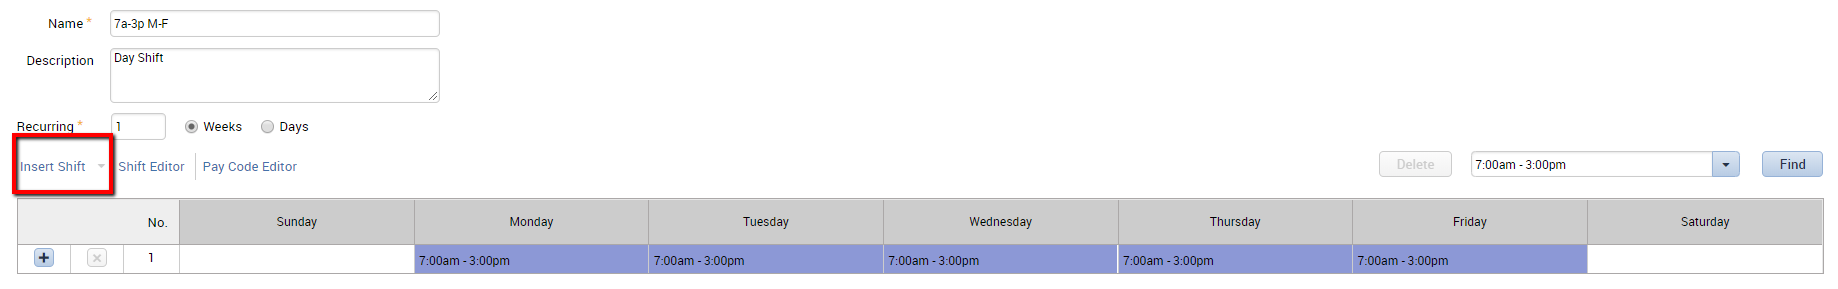 Name * 7a-3p M-F
Description Day Shift
Recurring * 1 Weeks Days
Insert Shift Shift Editor Pay Code Editor Delete 7:00am - 3:00pm Find
No. Sunday Monday Tuesday Wednesday Thursday Friday Saturday
1 7:00am - 3:00pm 7:00am - 3:00pm 7:00am - 3:00pm 7:00am - 3:00pm 7:00am - 3:00pm